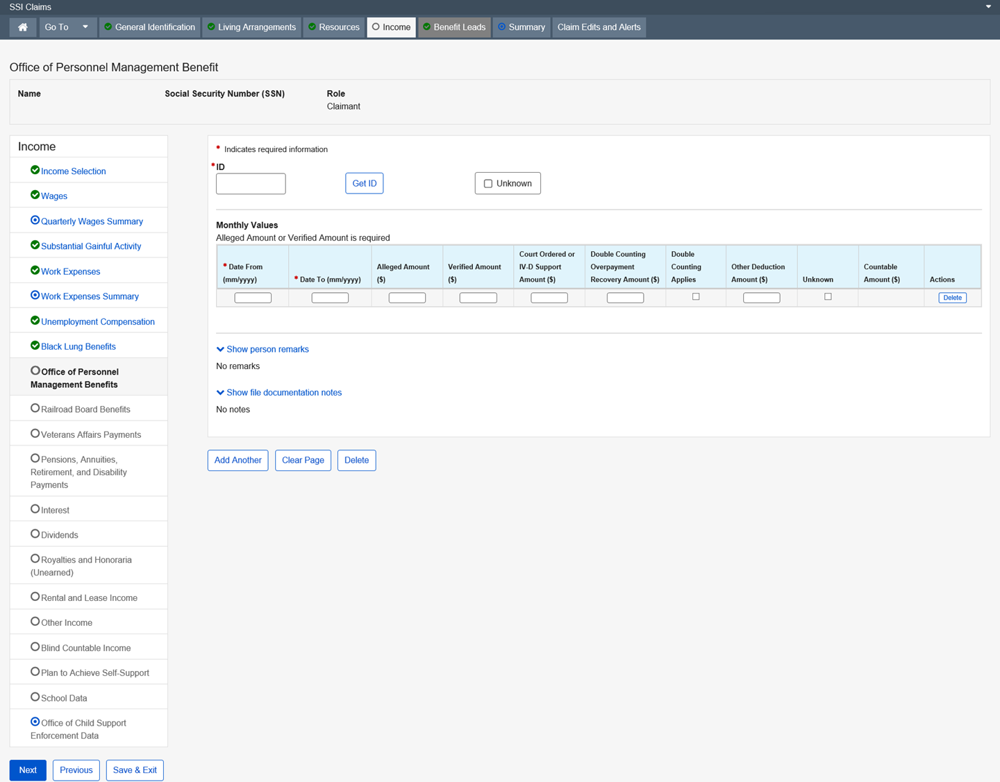 SSI Claims
Go To
General Identification
Living Arrangements
Resources
Income
Benefit Leads
Summary
Claim Edits and Alerts
Office of Personnel Management Benefit
Name
Social Security Number (SSN)
Role
Claimant
Income
Income Selection
Wages
Quarterly Wages Summary
Substantial Gainful Activity
Work Expenses
Work Expenses Summary
Unemployment Compensation
Black Lung Benefits
Office of Personnel
Management Benefits
Railroad Board Benefits
Veterans Affairs Payments
Pensions, Annuities,
Retirement, and Disability
Payments
Interest
Dividends
Royalties and Honoraria
(Unearned)
Rental and Lease Income
Other Income
Blind Countable Income
Plan to Achieve Self-Support
School Data
Office of Child Support
Enforcement Data
* Indicates required information
* ID
Get ID
Unknown
Monthly Values
Alleged Amount or Verified Amount is required
* Date From
(mm/yyyy)
* Date To (mm/yyyy)
Alleged Amount
($)
Verified Amount
($)
Court Ordered or
IV-D Support
Amount ($)
Double Counting
Overpayment
Recovery Amount ($)
Double
Counting
Applies
Other Deduction
Amount ($)
Unknown
Countable
Amount ($)
Actions
Delete
Show person remarks
No remarks
Show file documentation notes
No notes
Add Another
Clear Page
Delete
Next
Previous
Save & Exit